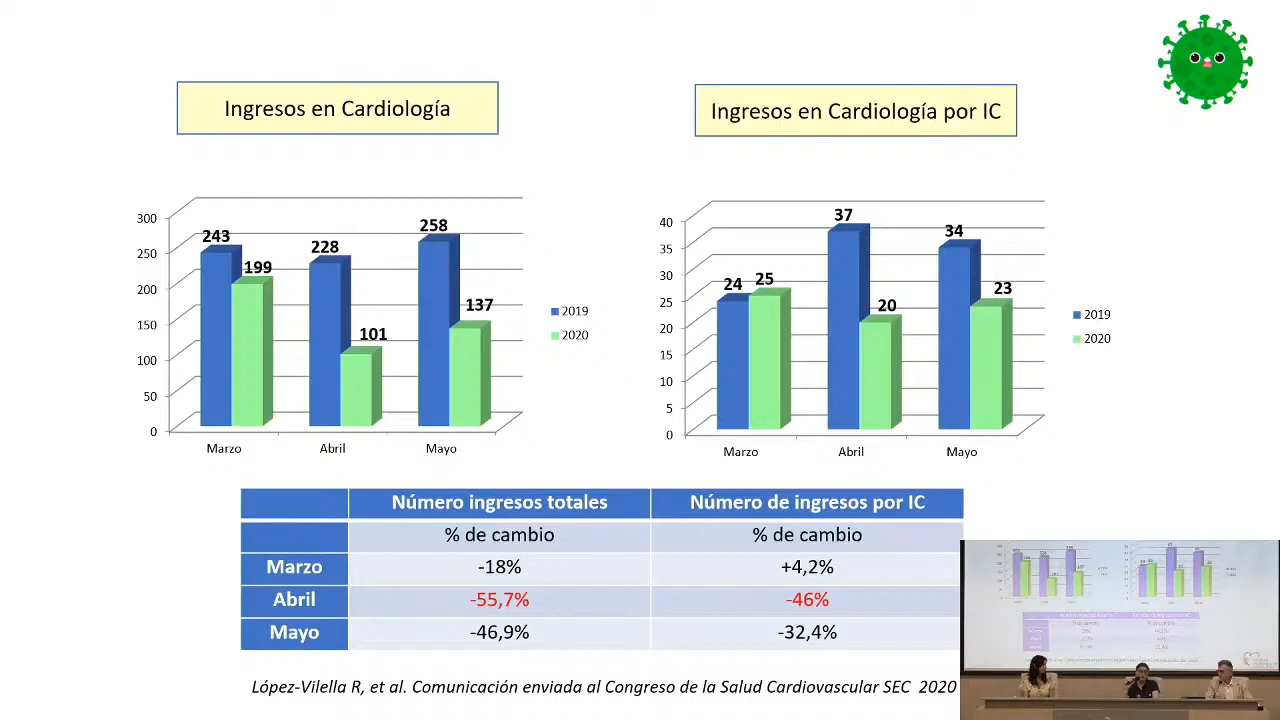 Ingresos en Cardiología
Ingresos en Cardiología por IC
300
250
200
150
100
50
0
243
199
228
101
258
137
Marzo
Abril
Mayo
2019
2020
40
35
30
25
20
15
10
5
0
24
25
37
20
34
23
Marzo
Abril
Mayo
2019
2020
Número ingresos totales
Número de ingresos por IC
% de cambio
% de cambio
Marzo
-18%
+4,2%
Abril
-55,7%
-46%
Mayo
-46,9%
-32,4%
López-Vilella R, et al. Comunicación enviada al Congreso de la Salud Cardiovascular SEC 2020